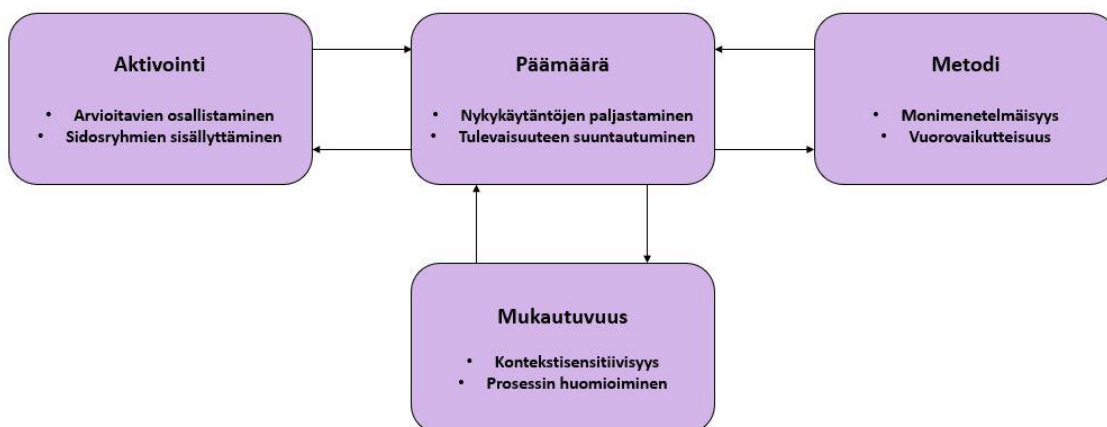 Aktivointi
• Arvioitavien osallistaminen
• Sidosryhmien sisällyttäminen
Päämäärä
• Nykykäytäntöjen paljastaminen
• Tulevaisuuteen suuntautuminen
Metodi
• Monimenetelmäisyys
• Vuorovaikutteisuus
Mukautuvuus
• Kontekstisensitiivisyys
• Prosessin huomioiminen